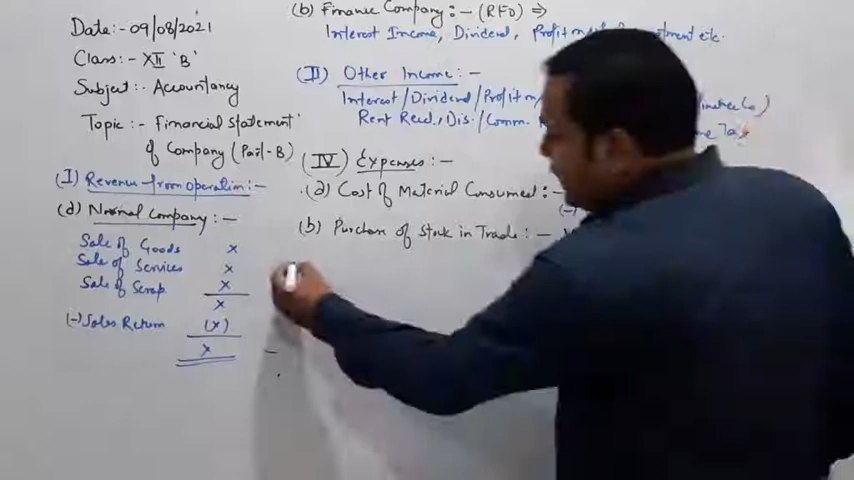 Date:- 09/08/2021
Class:- XII 'B'
Subject:- Accountancy
Topic:- Financial statement
of Company (Part-B)
(I) Revenue from operation:-
(a) Normal Company:-
Sale of Goods x
Sale of Services x
Sale of Scrap x
x
(-) Sales Return (x)
x
(b) Finance Company:- (RFO) ⇒
Interest Income, Dividend, Profit etc.
(II) Other Income:-
Interest/Dividend/Profit on
Rent Recd./Dis./Comm.
(IV) Expenses:-
(a) Cost of Material Consumed:-
(-)
(b) Purchase of Stock in Trade:-